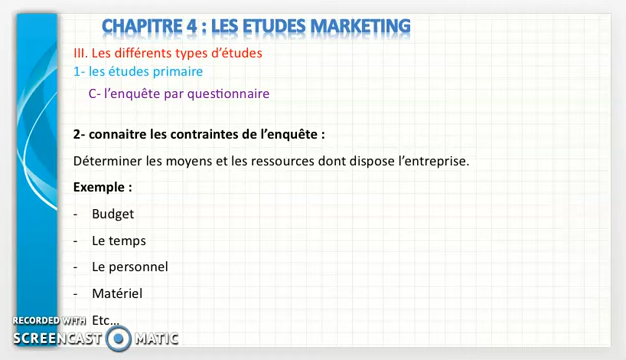 CHAPITRE 4 : LES ETUDES MARKETING
III. Les différents types d'études
1- les études primaire
C- l'enquête par questionnaire
2- connaitre les contraintes de l'enquête :
Déterminer les moyens et les ressources dont dispose l'entreprise.
Exemple :
- Budget
- Le temps
- Le personnel
- Matériel
- Etc...
RECORDED WITH
SCREENCAST MATIC